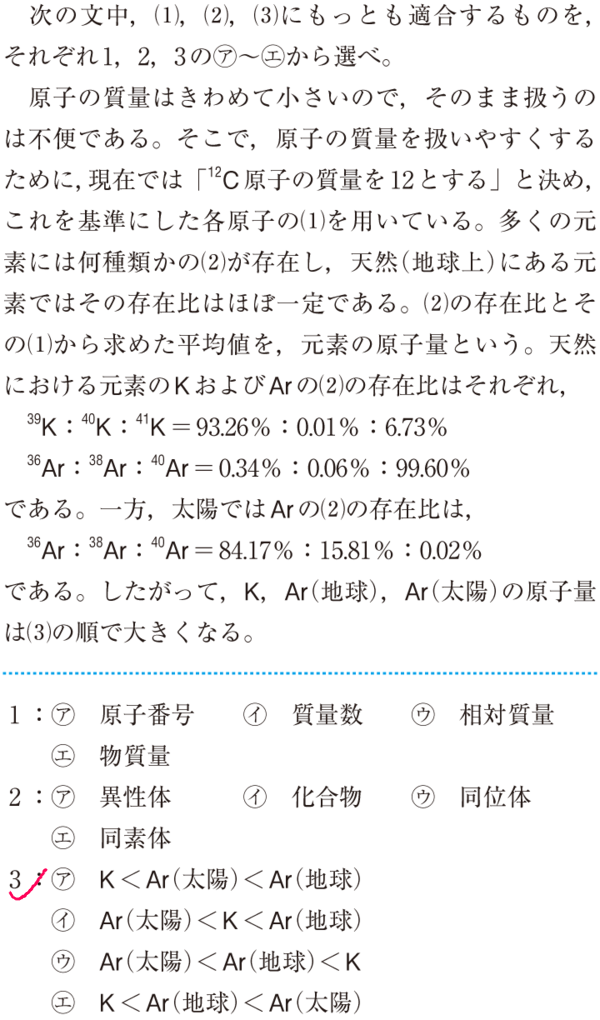 次の文中，(1)，(2)，(3)にもっとも適合するものを，
それぞれ1，2，3の㋐～㋓から選べ。
原子の質量はきわめて小さいので，そのまま扱うの
は不便である。そこで，原子の質量を扱いやすくする
ために，現在では「¹²C原子の質量を12とする」と決め，
これを基準にした各原子の(1)を用いている。多くの元
素には何種類かの(2)が存在し，天然(地球上)にある元
素ではその存在比はほぼ一定である。(2)の存在比とそ
の(1)から求めた平均値を，元素の原子量という。天然
における元素のKおよびArの(2)の存在比はそれぞれ，
³⁹K：⁴⁰K：⁴¹K＝93.26％：0.01％：6.73％
³⁶Ar：³⁸Ar：⁴⁰Ar＝0.34％：0.06％：99.60％
である。一方，太陽ではArの(2)の存在比は，
³⁶Ar：³⁸Ar：⁴⁰Ar＝84.17％：15.81％：0.02％
である。したがって，K，Ar(地球)，Ar(太陽)の原子量
は(3)の順で大きくなる。
1：㋐ 原子番号 ㋑ 質量数 ㋒ 相対質量
㋓ 物質量
2：㋐ 異性体 ㋑ 化合物 ㋒ 同位体
㋓ 同素体
3：㋐ K＜Ar(太陽)＜Ar(地球)
㋑ Ar(太陽)＜K＜Ar(地球)
㋒ Ar(太陽)＜Ar(地球)＜K
㋓ K＜Ar(地球)＜Ar(太陽)